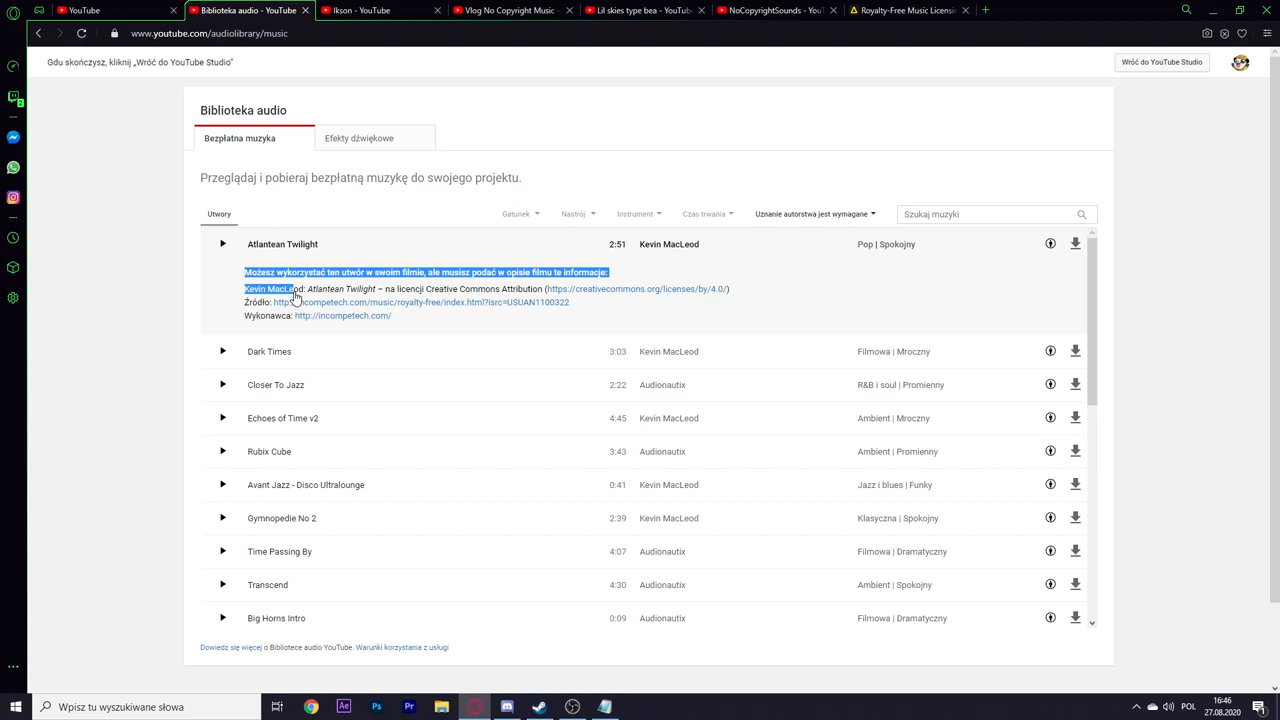 YouTube
Biblioteka audio - YouTube
Ikson - YouTube
Vlog No Copyright Music
Lil skies type beat - YouTube
NoCopyrightSounds - YouT
Royalty-Free Music Licensi
www.youtube.com/audiolibrary/music
Gdu skończysz, kliknij „Wróć do YouTube Studio”
Wróć do YouTube Studio
Biblioteka audio
Bezpłatna muzyka
Efekty dźwiękowe
Przeglądaj i pobieraj bezpłatną muzykę do swojego projektu.
Utwory Gatunek Nastrój Instrument Czas trwania Uznanie autorstwa jest wymagane Szukaj muzyki
Atlantean Twilight 2:51 Kevin MacLeod Pop | Spokojny
Możesz wykorzystać ten utwór w swoim filmie, ale musisz podać w opisie filmu te informacje:
Kevin MacLeod: Atlantean Twilight – na licencji Creative Commons Attribution (https://creativecommons.org/licenses/by/4.0/)
Źródło: http://incompetech.com/music/royalty-free/index.html?isrc=USUAN1100322
Wykonawca: http://incompetech.com/
Dark Times 3:03 Kevin MacLeod Filmowa | Mroczny
Closer To Jazz 2:22 Audionautix R&B i soul | Promienny
Echoes of Time v2 4:45 Kevin MacLeod Ambient | Mroczny
Rubix Cube 3:43 Audionautix Ambient | Promienny
Avant Jazz - Disco Ultralounge 0:41 Kevin MacLeod Jazz i blues | Funky
Gymnopedie No 2 2:39 Kevin MacLeod Klasyczna | Spokojny
Time Passing By 4:07 Audionautix Filmowa | Dramatyczny
Transcend 4:30 Audionautix Ambient | Spokojny
Big Horns Intro 0:09 Audionautix Filmowa | Dramatyczny
Dowiedz się więcej o Bibliotece audio YouTube. Warunki korzystania z usługi
Wpisz tu wyszukiwane słowa
Ae
Ps
Pr
POL
16:46
27.08.2020